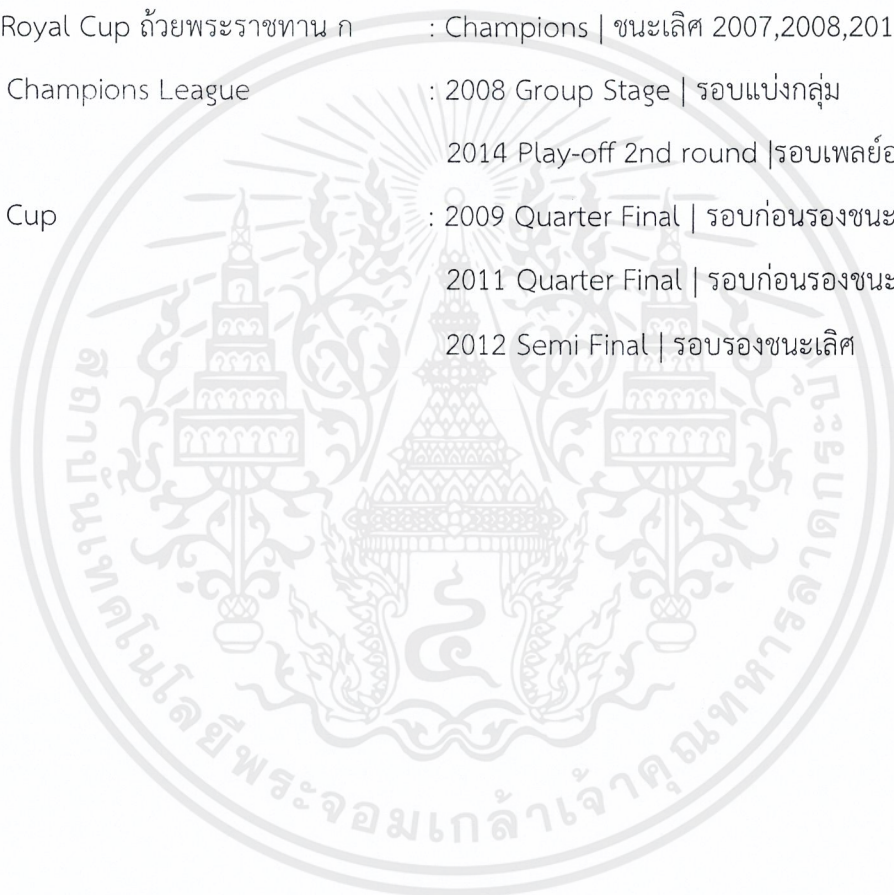 Royal Cup ถ้วยพระราชทาน ก : Champions | ชนะเลิศ 2007,2008,201
Champions League : 2008 Group Stage | รอบแบ่งกลุ่ม
2014 Play-off 2nd round |รอบเพลย์อ
Cup : 2009 Quarter Final | รอบก่อนรองชนะ
2011 Quarter Final | รอบก่อนรองชนะ
2012 Semi Final | รอบรองชนะเลิศ
สถาบันเทคโนโลยีพระจอมเกล้าเจ้าคุณทหารลาดกระบัง